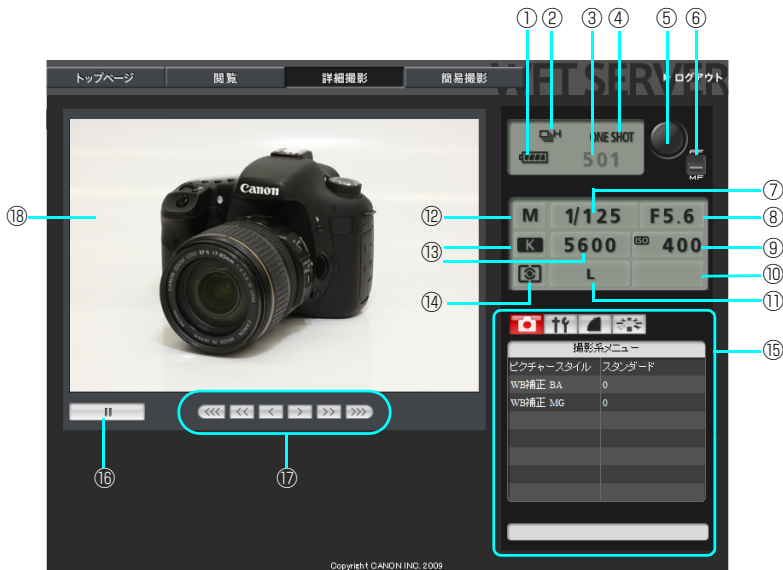 ① ② ③ ④ ⑤ ⑥
WFT SERVER
トップページ 閲覧 詳細撮影 簡易撮影 ログアウト
H ONE SHOT
501
AF
MF
⑦
⑱ Canon
⑫ M 1/125 F5.6 ⑧
⑬ K 5600 ISO 400 ⑨
⑩
⑭ L ⑪
⑮
撮影系メニュー
ピクチャースタイル スタンダード
WB補正 BA 0
WB補正 MG 0
⑯ ⑰
Copyright CANON INC. 2009